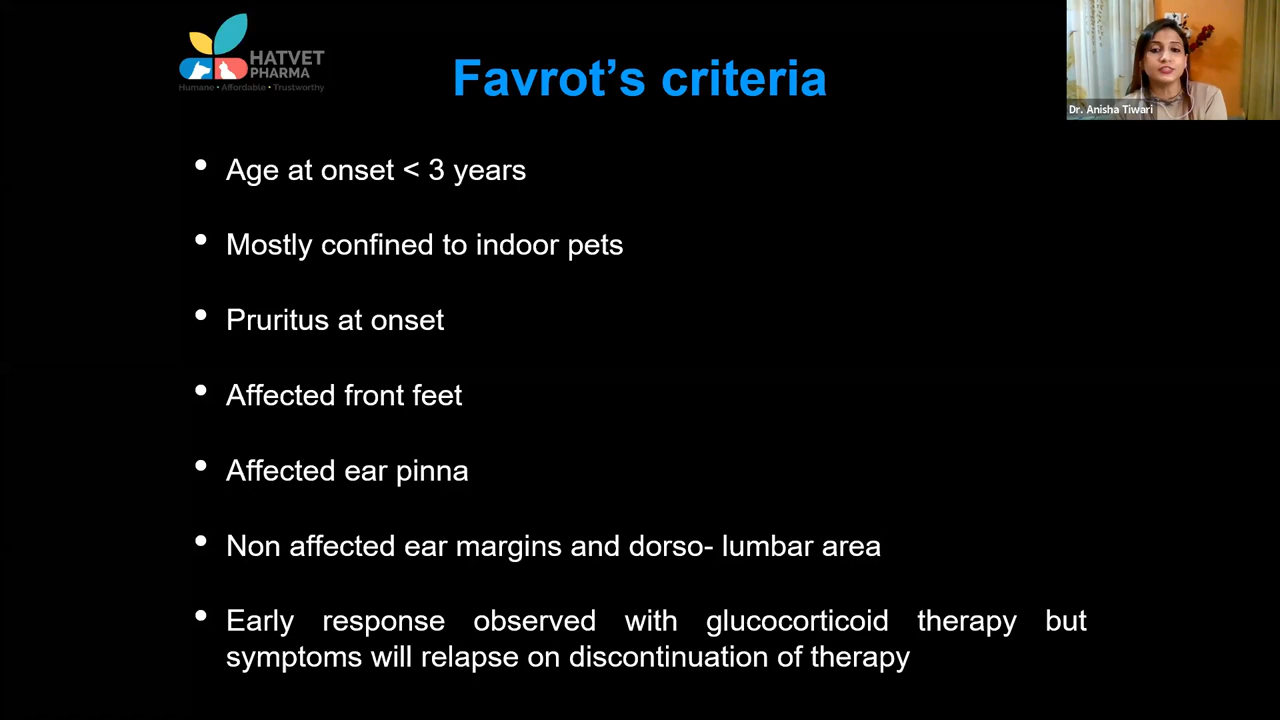 HATVET
PHARMA
Humane • Affordable • Trustworthy
Favrot's criteria
Dr. Anisha Tiwari
• Age at onset < 3 years
• Mostly confined to indoor pets
• Pruritus at onset
• Affected front feet
• Affected ear pinna
• Non affected ear margins and dorso- lumbar area
• Early response observed with glucocorticoid therapy but
symptoms will relapse on discontinuation of therapy